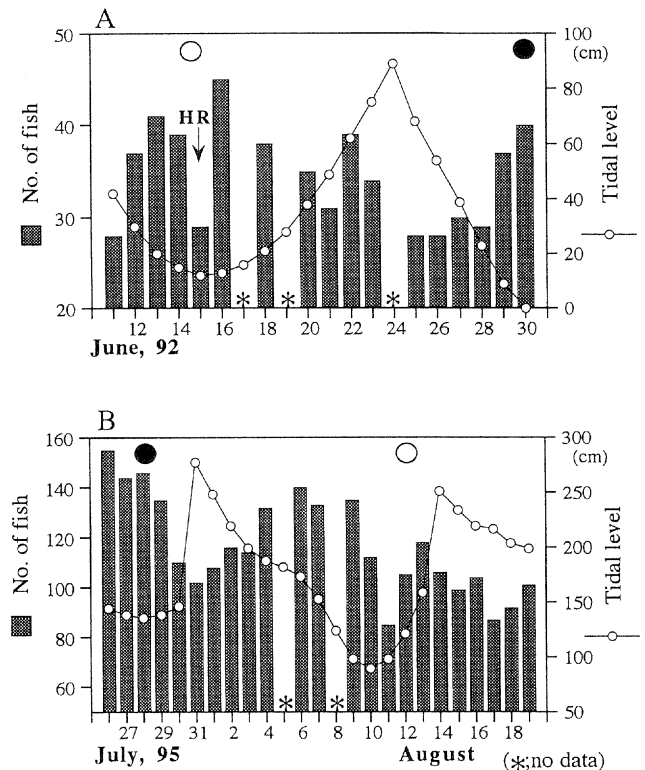 A
50
40
30
20
No. of fish
HR
* * *
100
(cm)
80
60
40
20
0
Tidal level
12 14 16 18 20 22 24 26 28 30
June, 92
B
160
140
120
100
80
60
No. of fish
* *
300
(cm)
250
200
150
100
50
Tidal level
27 29 31 2 4 6 8 10 12 14 16 18
July, 95 August (*;no data)